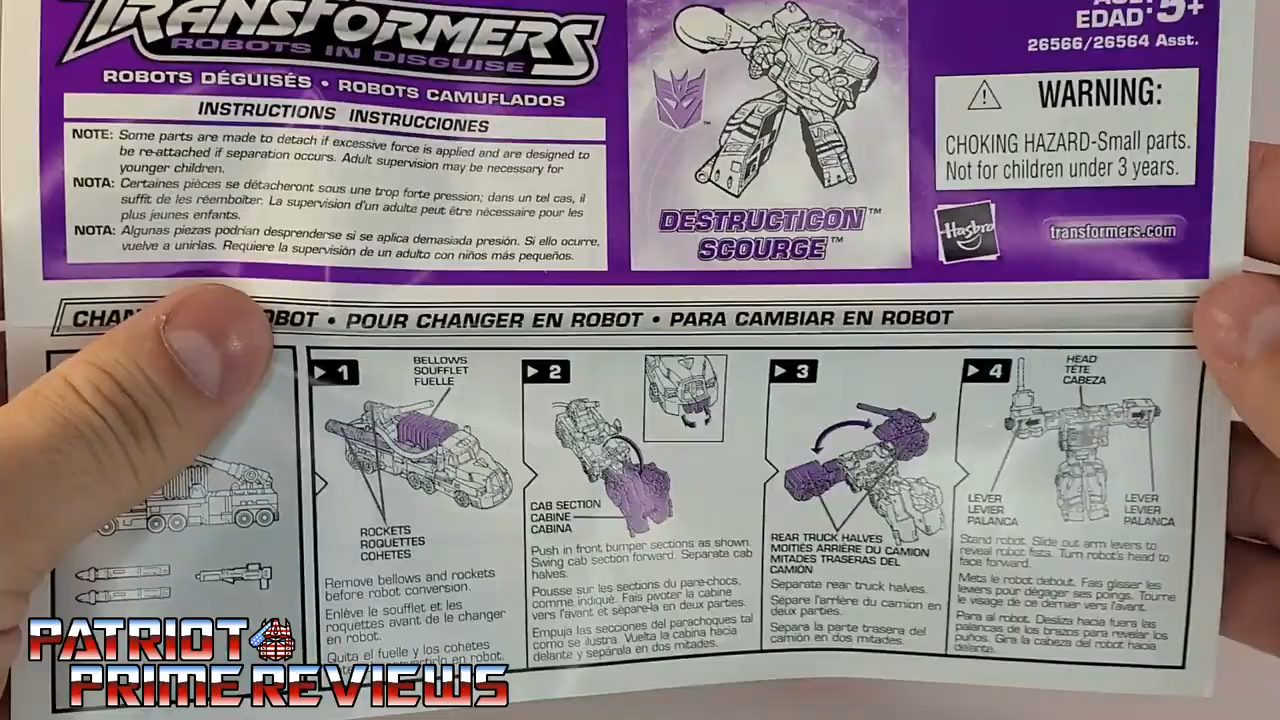 TRANSFORMERS
ROBOTS IN DISGUISE
ROBOTS DÉGUISÉS • ROBOTS CAMUFLADOS
INSTRUCTIONS INSTRUCCIONES
NOTE: Some parts are made to detach if excessive force is applied and are designed to
be re-attached if separation occurs. Adult supervision may be necessary for
younger children.
NOTA: Certaines pièces se détacheront sous une trop forte pression; dans un tel cas, il
suffit de les réemboîter. La supervision d'un adulte peut être nécessaire pour les
plus jeunes enfants.
NOTA: Algunas piezas podrían desprenderse si se aplica demasiada presión. Si ello ocurre,
vuelve a unirlas. Requiere la supervisión de un adulto con niños más pequeños.
DESTRUCTICON™
SCOURGE™
EDAD: 5+
26566/26564 Asst.
WARNING:
CHOKING HAZARD-Small parts.
Not for children under 3 years.
Hasbro
transformers.com
• POUR CHANGER EN ROBOT • PARA CAMBIAR EN ROBOT
1
BELLOWS
SOUFFLET
FUELLE
ROCKETS
ROQUETTES
COHETES
Remove bellows and rockets
before robot conversion.
Enlève le soufflet et les
roquettes avant de le changer
en robot.
Quita el fuelle y los cohetes
en robot.
2
CAB SECTION
CABINE
CABINA
Push in front bumper sections as shown.
Swing cab section forward. Separate cab
halves.
Pousse sur les sections du pare-chocs,
comme indiqué. Fais pivoter la cabine
vers l'avant et sépare-la en deux parties.
Empuja las secciones del parachoques tal
como se ilustra. Vuelta la cabina hacia
delante y sepárala en dos mitades.
3
REAR TRUCK HALVES
MOITIÉS ARRIÈRE DU CAMION
MITADES TRASERAS DEL
CAMIÓN
Separate rear truck halves.
Sépare l'arrière du camion en
deux parties.
Separa la parte trasera del
camión en dos mitades.
4
HEAD
TÊTE
CABEZA
LEVER
LEVIER
PALANCA
LEVER
LEVIER
PALANCA
Stand robot. Slide out arm levers to
reveal robot fists. Turn robot's head to
face forward.
Mets le robot debout. Fais glisser les
leviers pour dégager ses poings. Tourne
le visage de ce dernier vers l'avant.
Para al robot. Desliza hacia fuera las
palancas de los brazos para revelar los
puños. Gira la cabeza del robot hacia
delante.
PATRIOT
PRIME REVIEWS